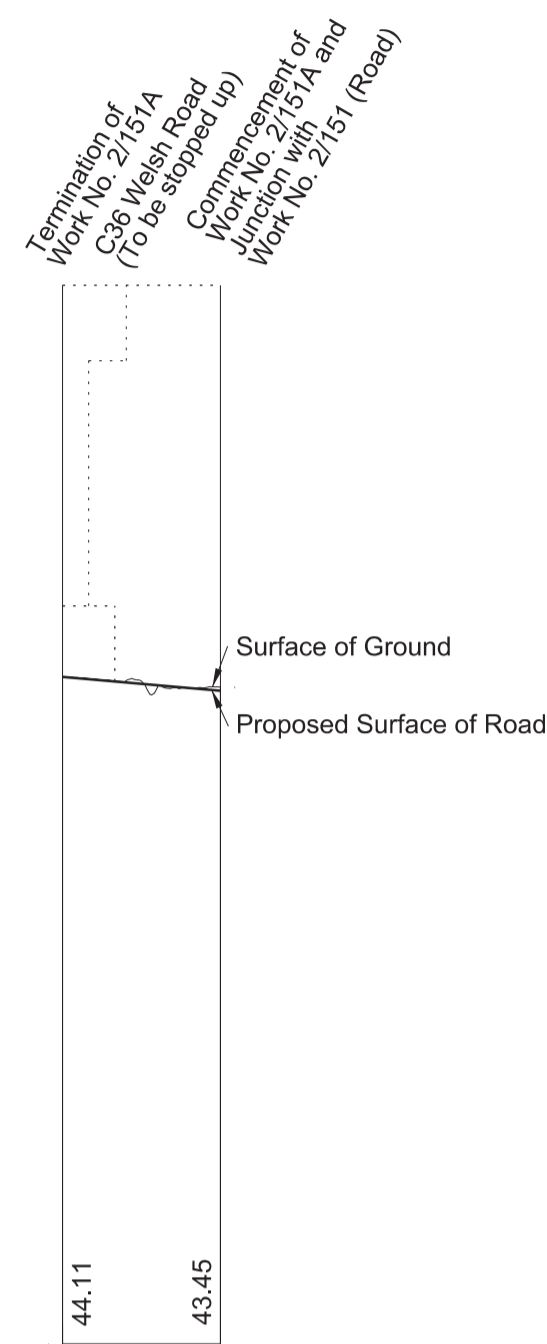 Termination of
Work No. 2/151A
C36 Welsh Road
(To be stopped up)
Commencement of
Work No. 2/151A and
Junction with
Work No. 2/151 (Road)
Surface of Ground
Proposed Surface of Road
44.11
43.45